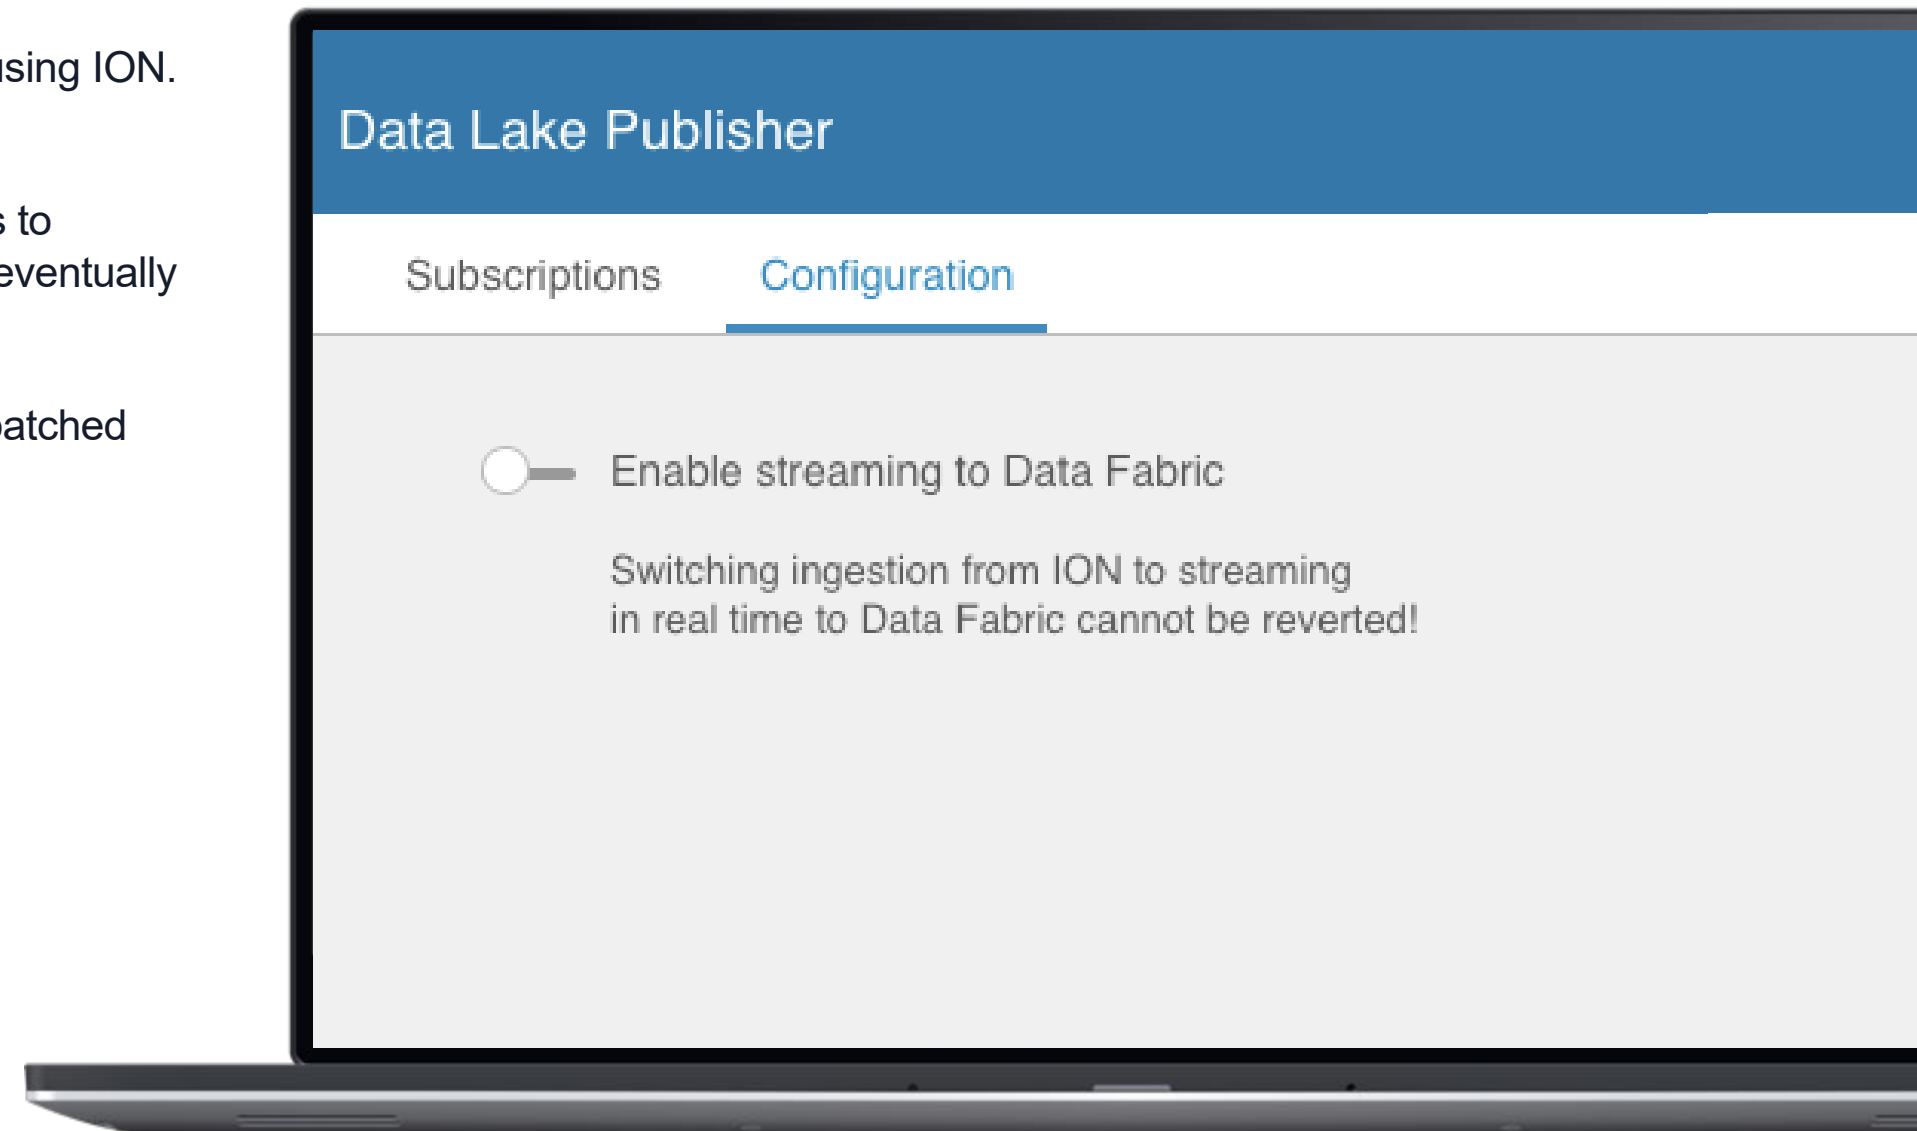 using ION.
s to
eventually
patched
Data Lake Publisher
Subscriptions Configuration
Enable streaming to Data Fabric
Switching ingestion from ION to streaming
in real time to Data Fabric cannot be reverted!